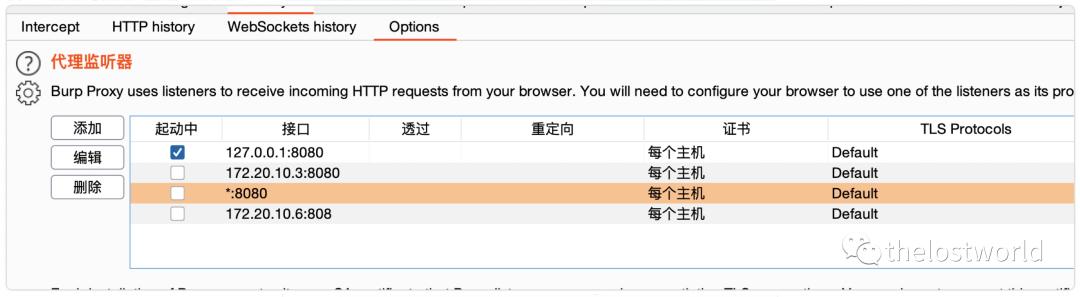 Intercept HTTP history WebSockets history Options
代理监听器
Burp Proxy uses listeners to receive incoming HTTP requests from your browser. You will need to configure your browser to use one of the listeners as its pro
添加 起动中 接口 透过 重定向 证书 TLS Protocols
编辑 127.0.0.1:8080 每个主机 Default
172.20.10.3:8080 每个主机 Default
删除 *:8080 每个主机 Default
172.20.10.6:808 每个主机 Default
thelostworld